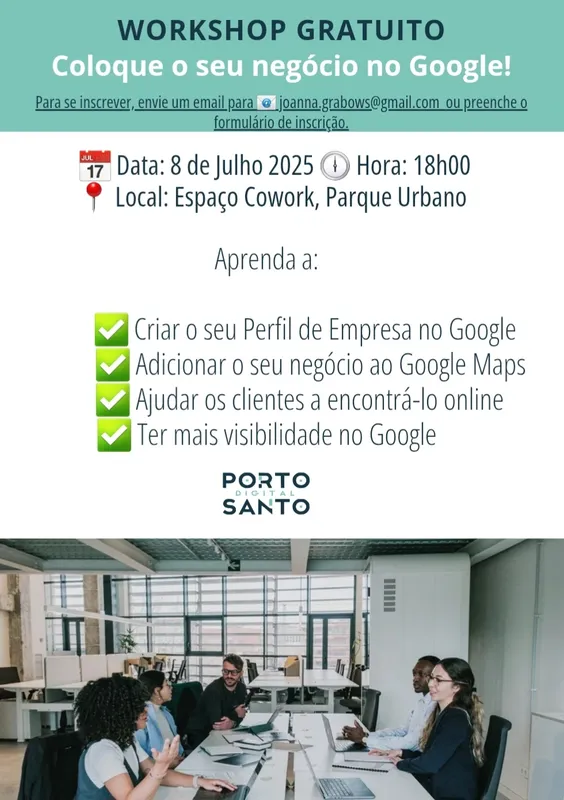 WORKSHOP GRATUITO
Coloque o seu negócio no Google!
Para se inscrever, envie um email para 📧 joanna.grabows@gmail.com ou preenche o
formulário de inscrição.
JUL
17
Data: 8 de Julho 2025 🕕 Hora: 18h00
📍 Local: Espaço Cowork, Parque Urbano
Aprenda a:
✅ Criar o seu Perfil de Empresa no Google
✅ Adicionar o seu negócio ao Google Maps
✅ Ajudar os clientes a encontrá-lo online
✅ Ter mais visibilidade no Google
PORTO
DIGITAL
SANTO